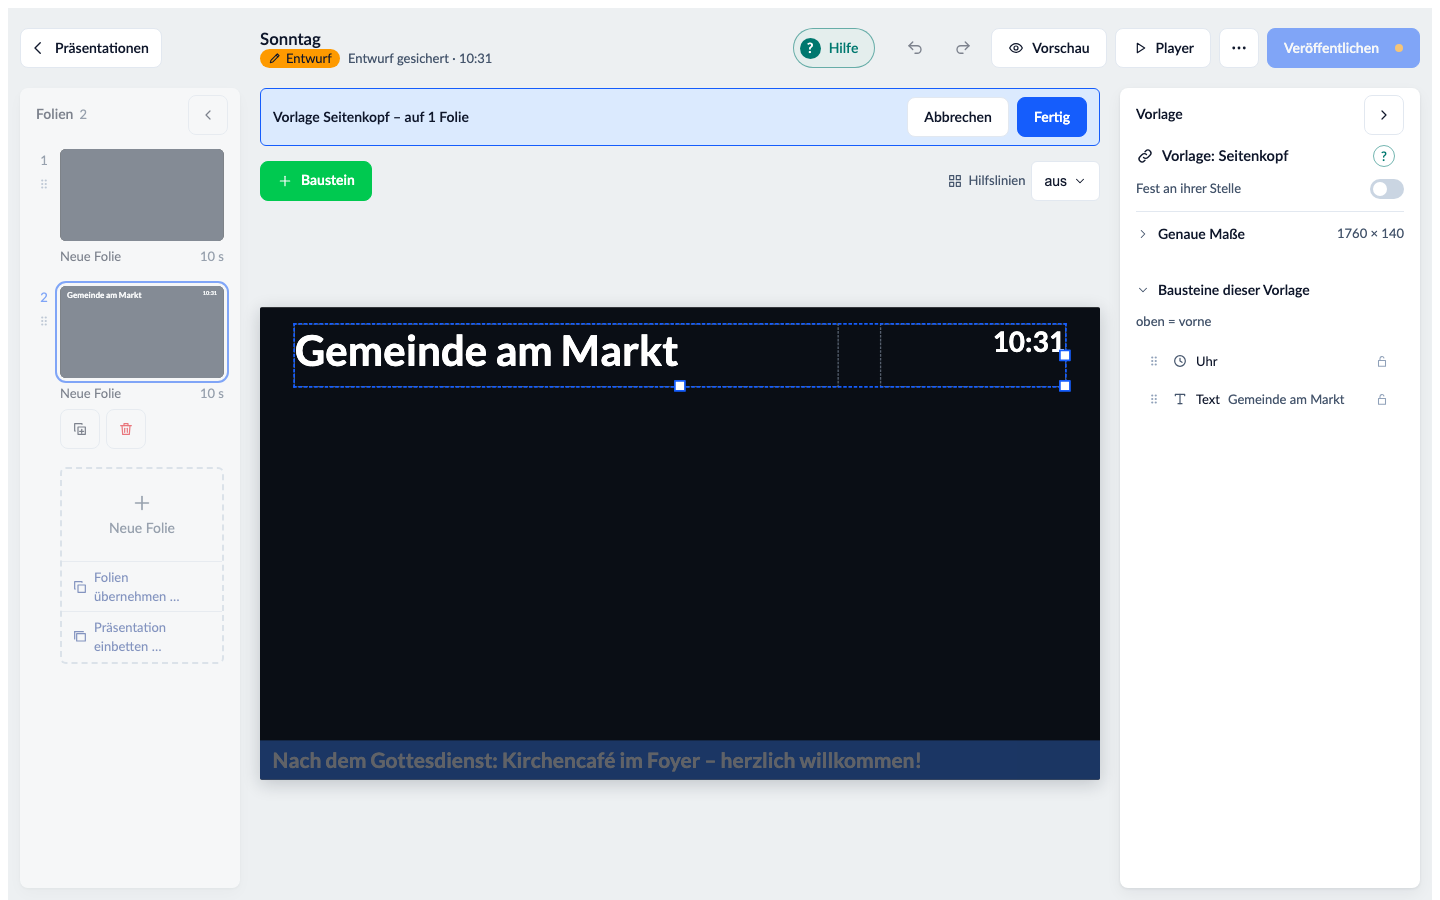 Präsentationen
Sonntag
Entwurf
Entwurf gesichert · 10:31
? Hilfe
Vorschau
Player
Veröffentlichen
Folien 2
1
Neue Folie 10 s
2
Gemeinde am Markt 10:31
Neue Folie 10 s
Neue Folie
Folien
übernehmen ...
Präsentation
einbetten ...
Vorlage Seitenkopf – auf 1 Folie
Abbrechen
Fertig
Baustein
Hilfslinien
aus
Gemeinde am Markt
10:31
Nach dem Gottesdienst: Kirchencafé im Foyer – herzlich willkommen!
Vorlage
Vorlage: Seitenkopf ?
Fest an ihrer Stelle
Genaue Maße 1760 × 140
Bausteine dieser Vorlage
oben = vorne
Uhr
Text Gemeinde am Markt